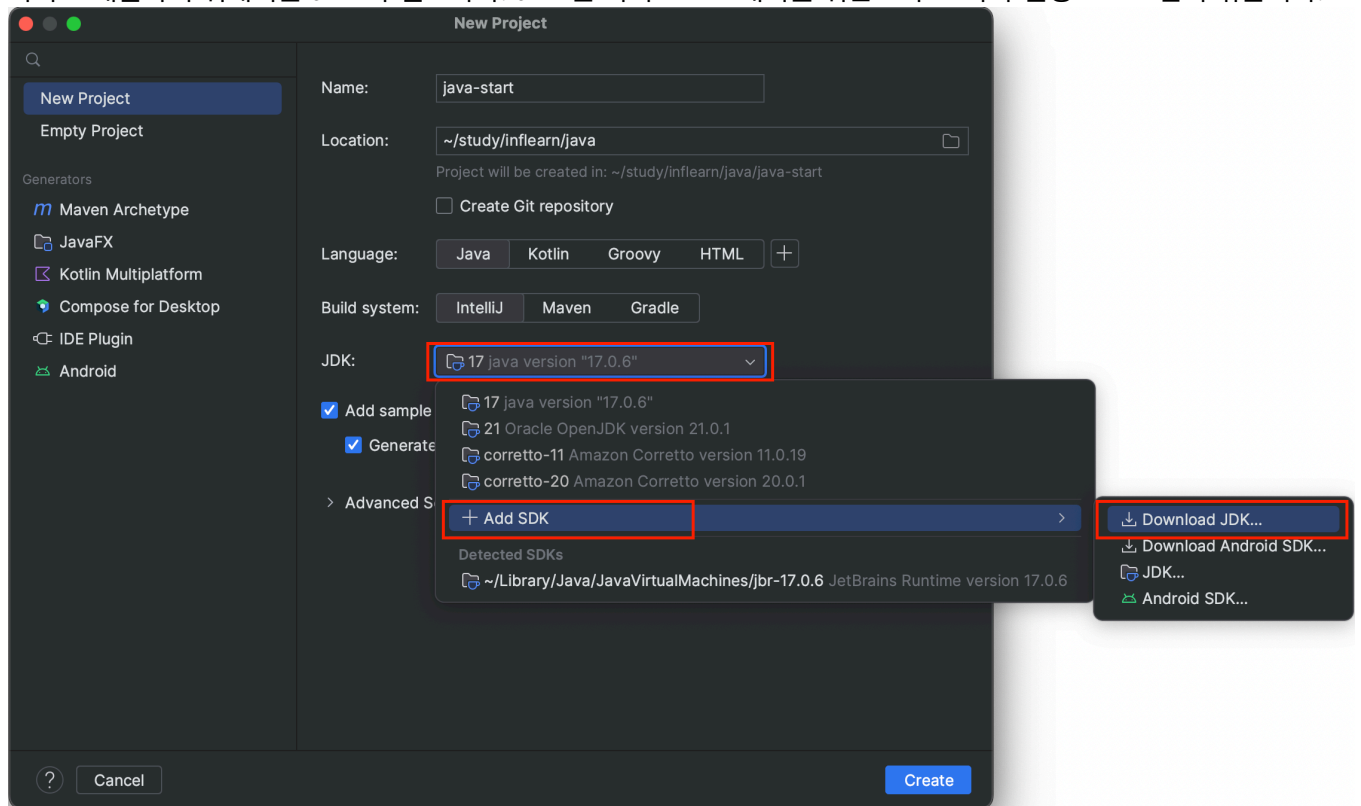 New Project
New Project
Empty Project
Generators
Maven Archetype
JavaFX
Kotlin Multiplatform
Compose for Desktop
IDE Plugin
Android
Name:
java-start
Location:
~/study/inflearn/java
Project will be created in: ~/study/inflearn/java/java-start
Create Git repository
Language:
Java Kotlin Groovy HTML
Build system:
IntelliJ Maven Gradle
JDK:
17 java version "17.0.6"
Add sample
Generate
Advanced S
17 java version "17.0.6"
21 Oracle OpenJDK version 21.0.1
corretto-11 Amazon Corretto version 11.0.19
corretto-20 Amazon Corretto version 20.0.1
+ Add SDK
Detected SDKs
~/Library/Java/JavaVirtualMachines/jbr-17.0.6 JetBrains Runtime version 17.0.6
Download JDK...
Download Android SDK...
JDK...
Android SDK...
?
Cancel
Create